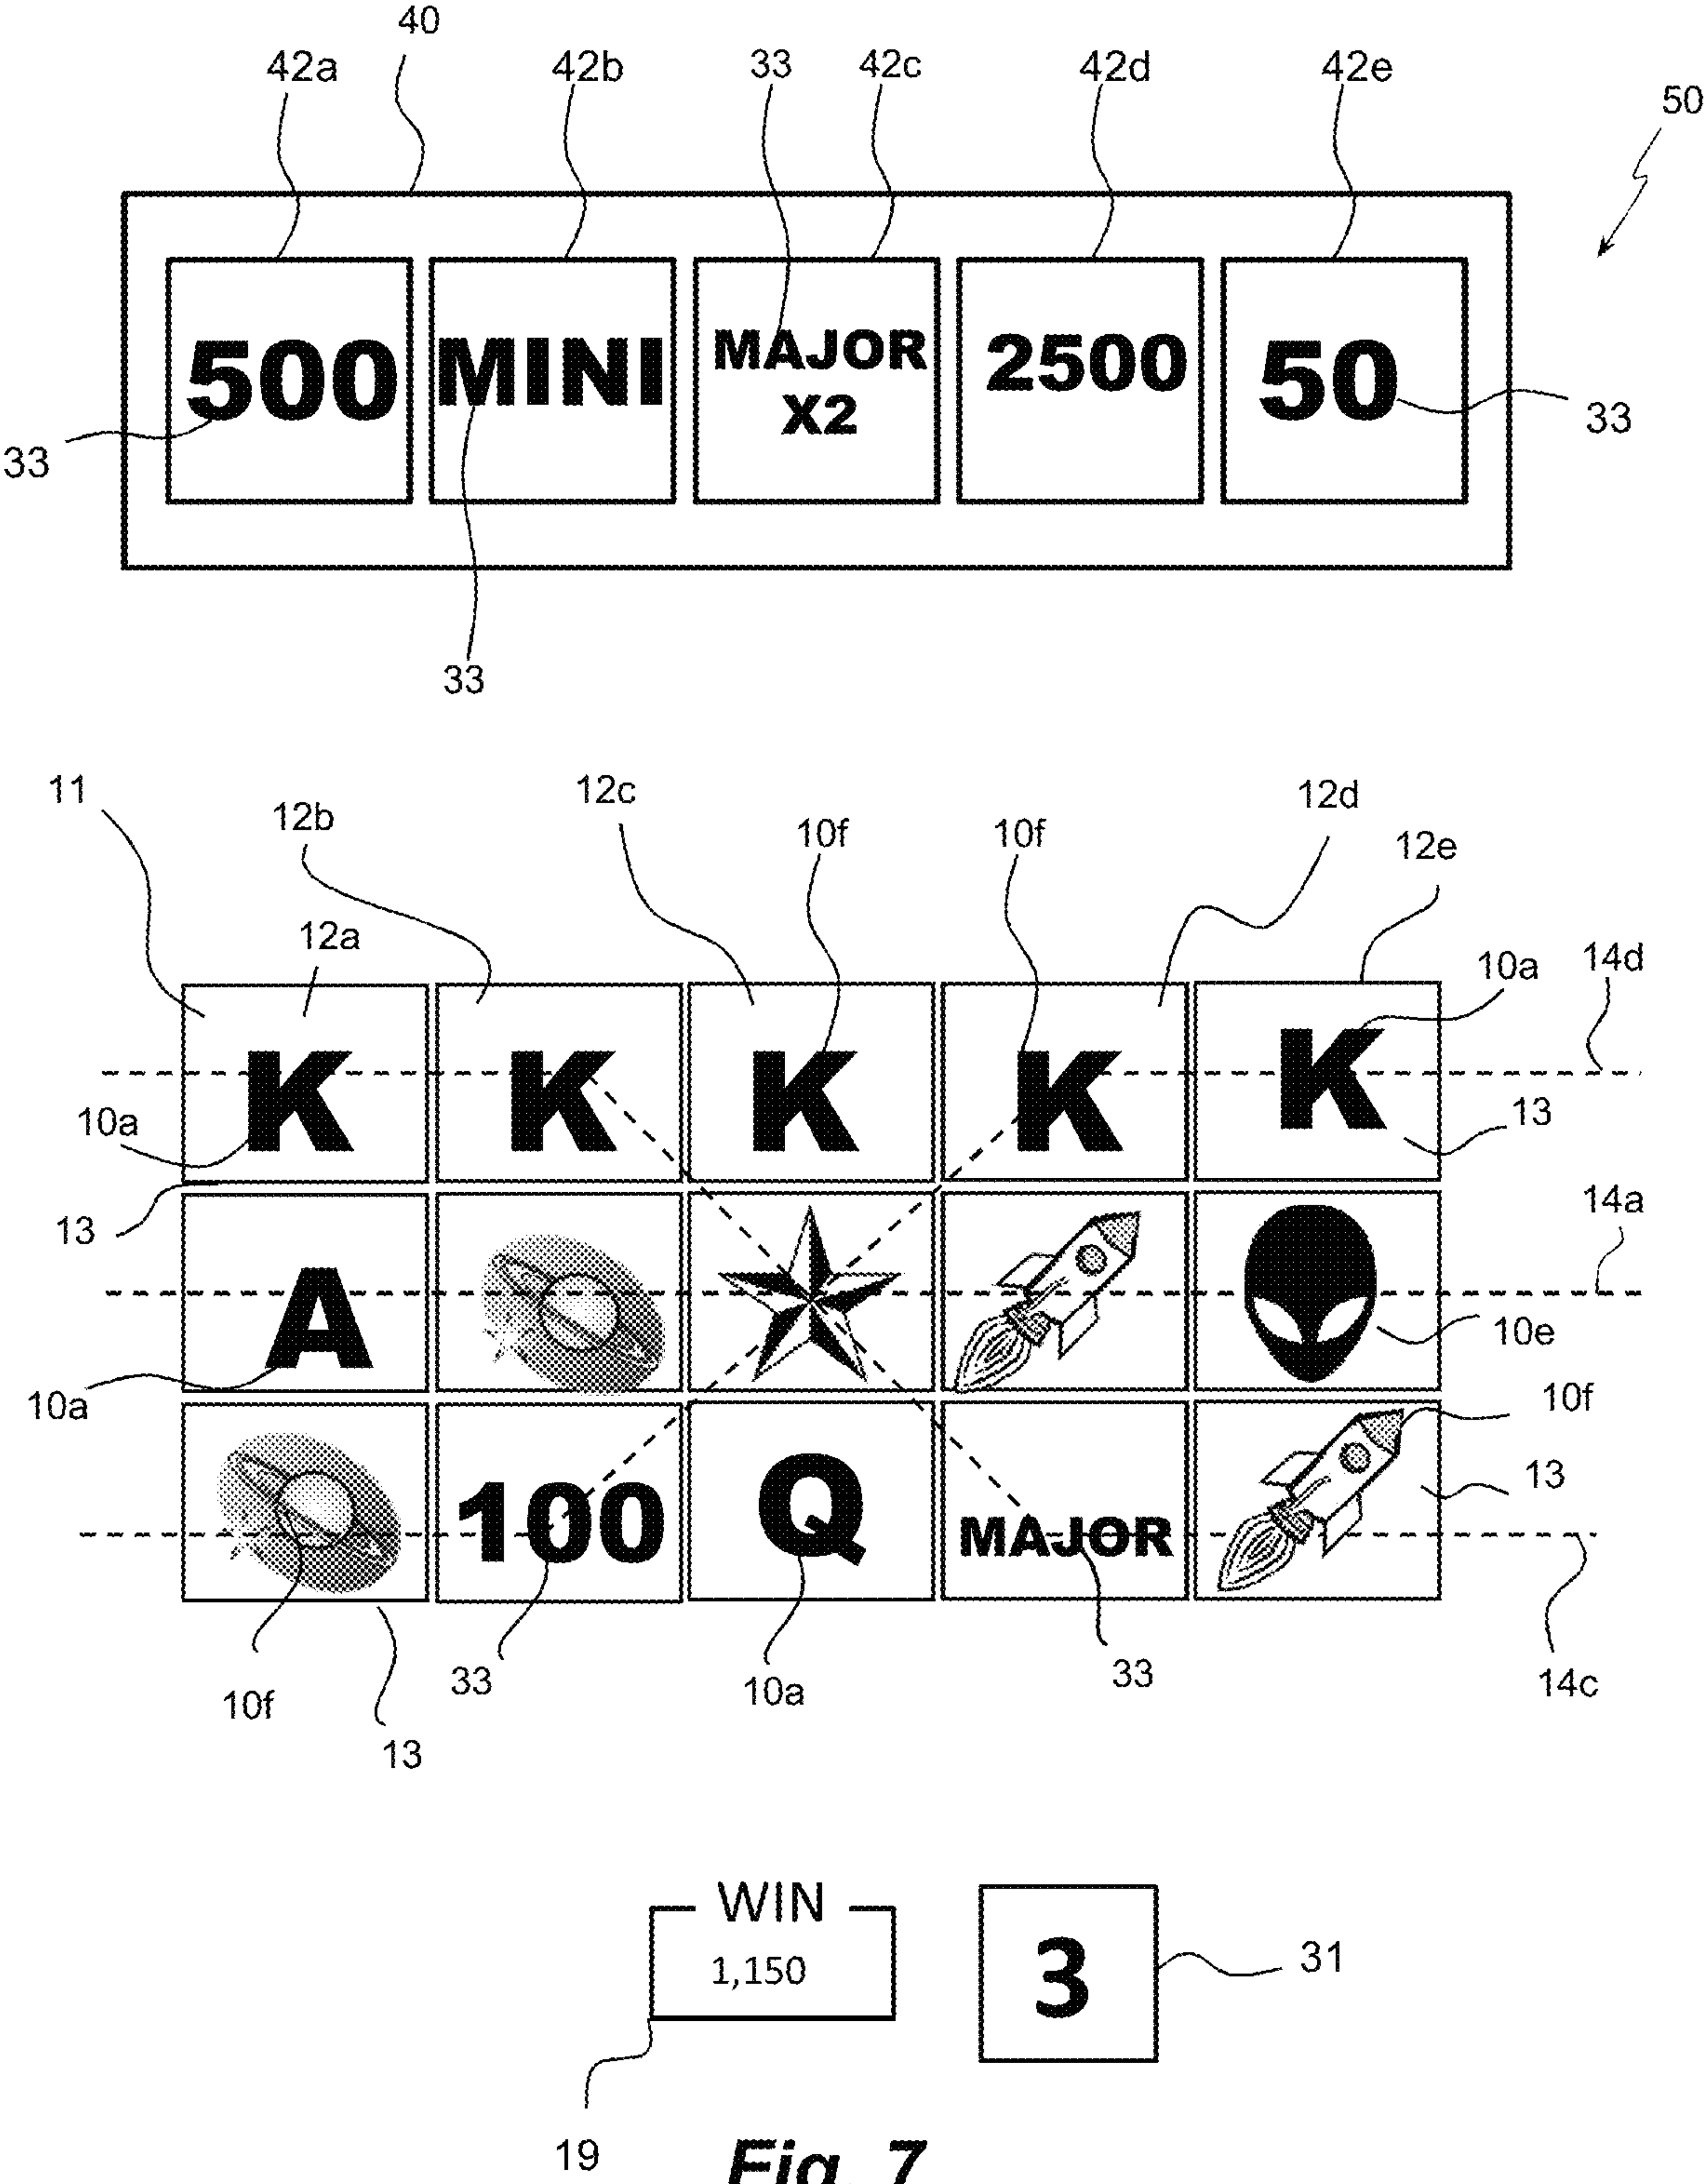 40
42a 42b 33 42c 42d 42e
50
500 MINI MAJOR 2500 50
X2
33 33
33
11 12b 12c 10f 10f 12d 12e
12a 10a 14d
K K K K K
10a 13
13 14a
A 10e
10a 10f
100 Q MAJOR 13
10f 33 10a 33 14c
13
WIN
1,150
3
31
19
Fig. 7